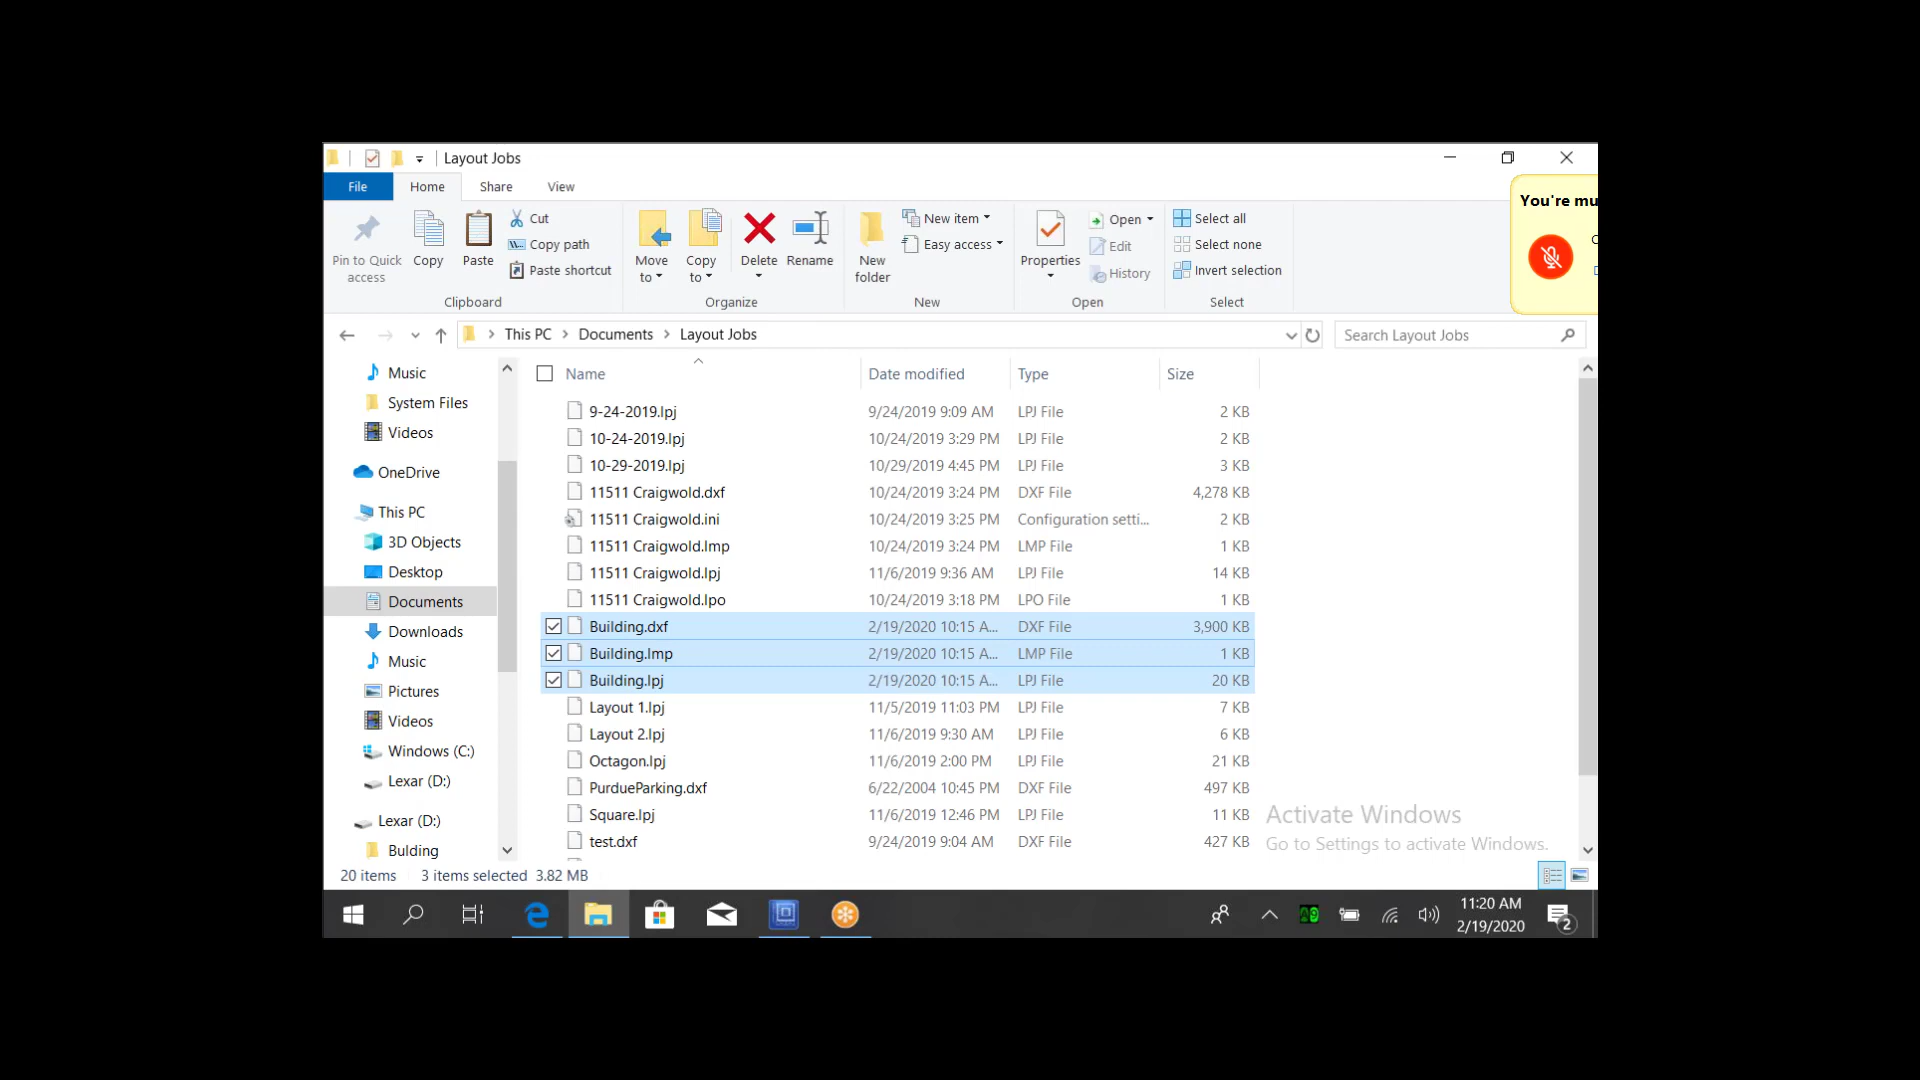 Layout Jobs
File Home Share View
You're mu
Pin to Quick access
Copy
Paste
Cut
Copy path
Paste shortcut
Clipboard
Move to
Copy to
Delete
Rename
Organize
New folder
New item
Easy access
New
Properties
Open
Edit
History
Open
Select all
Select none
Invert selection
Select
This PC > Documents > Layout Jobs
Search Layout Jobs
Music
System Files
Videos
OneDrive
This PC
3D Objects
Desktop
Documents
Downloads
Music
Pictures
Videos
Windows (C:)
Lexar (D:)
Lexar (D:)
Bulding
Name Date modified Type Size
9-24-2019.lpj 9/24/2019 9:09 AM LPJ File 2 KB
10-24-2019.lpj 10/24/2019 3:29 PM LPJ File 2 KB
10-29-2019.lpj 10/29/2019 4:45 PM LPJ File 3 KB
11511 Craigwold.dxf 10/24/2019 3:24 PM DXF File 4,278 KB
11511 Craigwold.ini 10/24/2019 3:25 PM Configuration setti... 2 KB
11511 Craigwold.lmp 10/24/2019 3:24 PM LMP File 1 KB
11511 Craigwold.lpj 11/6/2019 9:36 AM LPJ File 14 KB
11511 Craigwold.lpo 10/24/2019 3:18 PM LPO File 1 KB
Building.dxf 2/19/2020 10:15 A... DXF File 3,900 KB
Building.lmp 2/19/2020 10:15 A... LMP File 1 KB
Building.lpj 2/19/2020 10:15 A... LPJ File 20 KB
Layout 1.lpj 11/5/2019 11:03 PM LPJ File 7 KB
Layout 2.lpj 11/6/2019 9:30 AM LPJ File 6 KB
Octagon.lpj 11/6/2019 2:00 PM LPJ File 21 KB
PurdueParking.dxf 6/22/2004 10:45 PM DXF File 497 KB
Square.lpj 11/6/2019 12:46 PM LPJ File 11 KB
test.dxf 9/24/2019 9:04 AM DXF File 427 KB
Activate Windows
Go to Settings to activate Windows.
20 items 3 items selected 3.82 MB
11:20 AM
2/19/2020
2